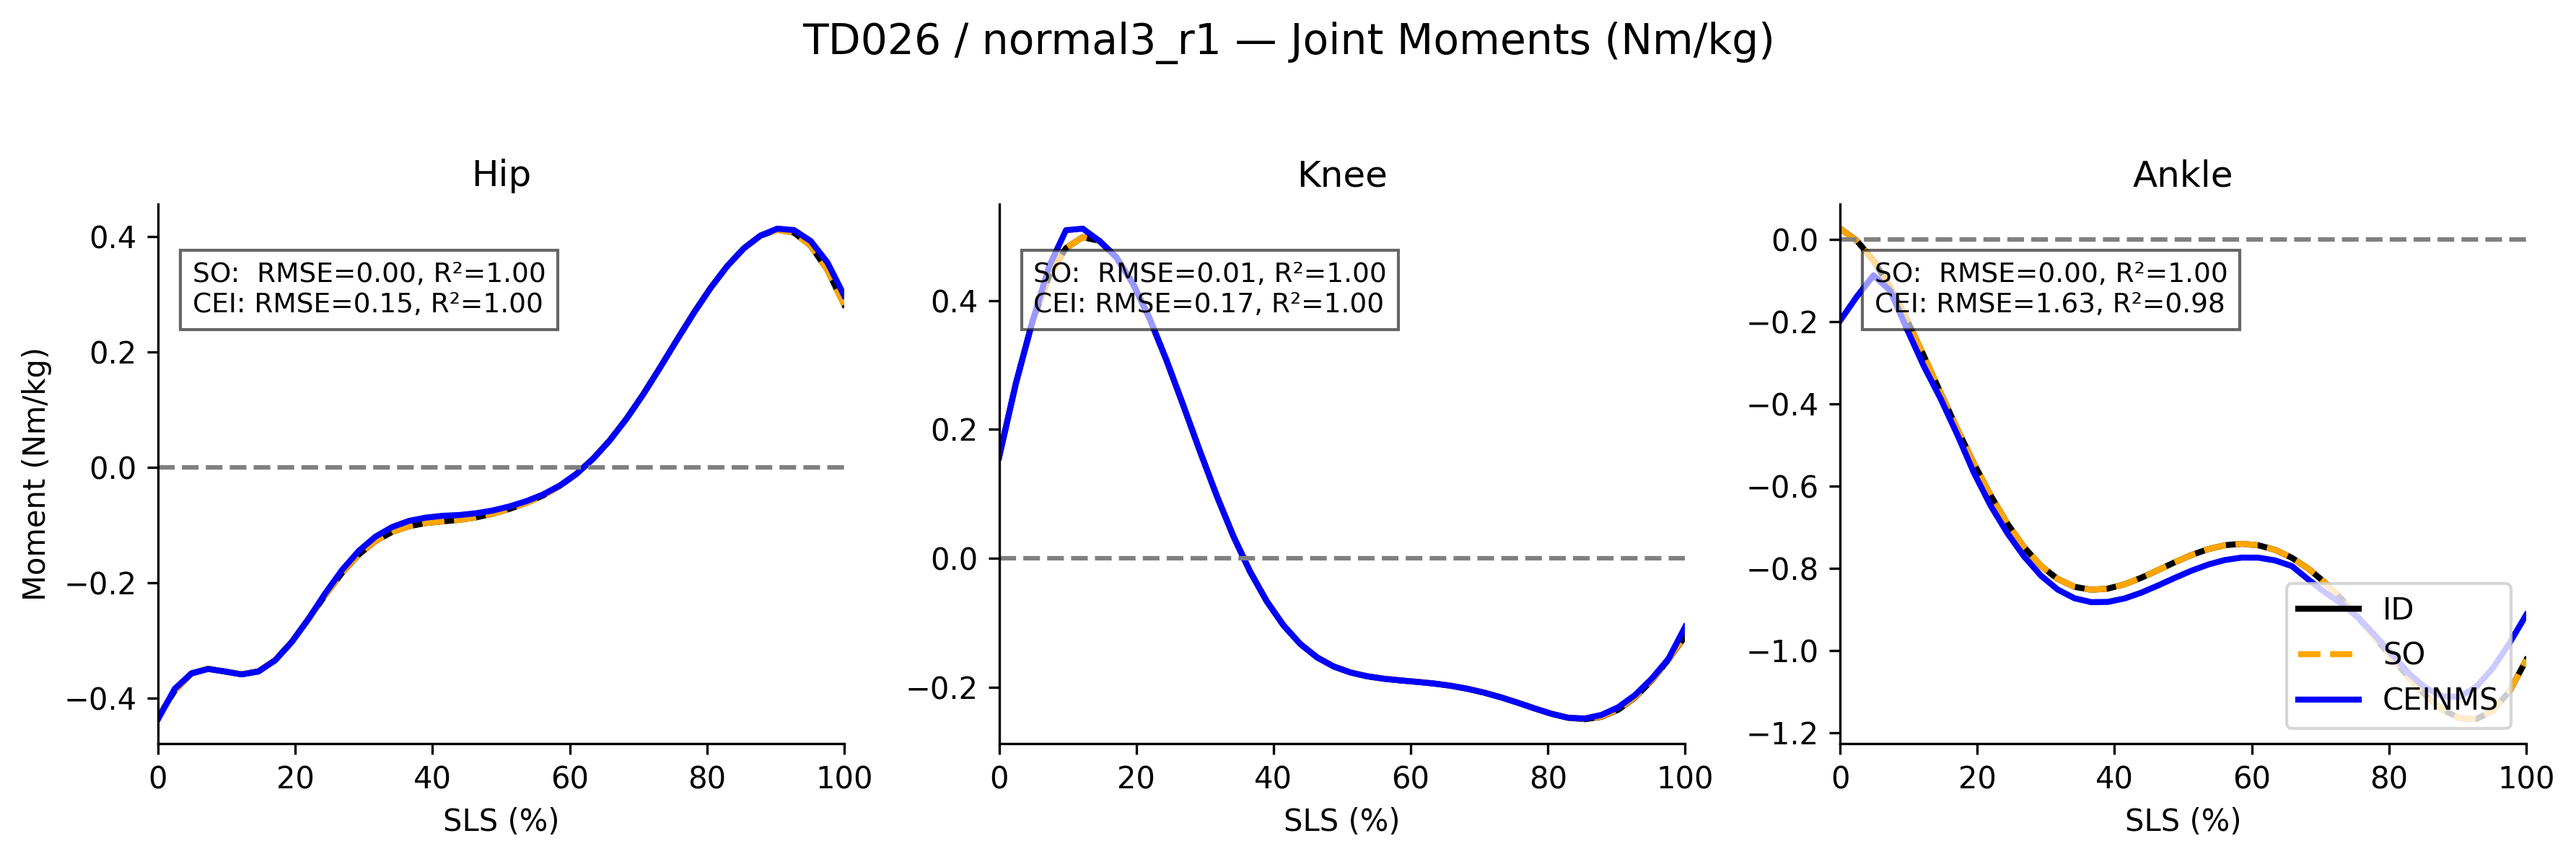 TD026 / normal3_r1 — Joint Moments (Nm/kg)
Hip
Moment (Nm/kg)
0.4
0.2
0.0
−0.2
−0.4
SO:  RMSE=0.00, R²=1.00
CEI: RMSE=0.15, R²=1.00
0 20 40 60 80 100
SLS (%)
Knee
0.4
0.2
0.0
−0.2
SO:  RMSE=0.01, R²=1.00
CEI: RMSE=0.17, R²=1.00
0 20 40 60 80 100
SLS (%)
Ankle
0.0
−0.2
−0.4
−0.6
−0.8
−1.0
−1.2
SO:  RMSE=0.00, R²=1.00
CEI: RMSE=1.63, R²=0.98
ID
SO
CEINMS
0 20 40 60 80 100
SLS (%)